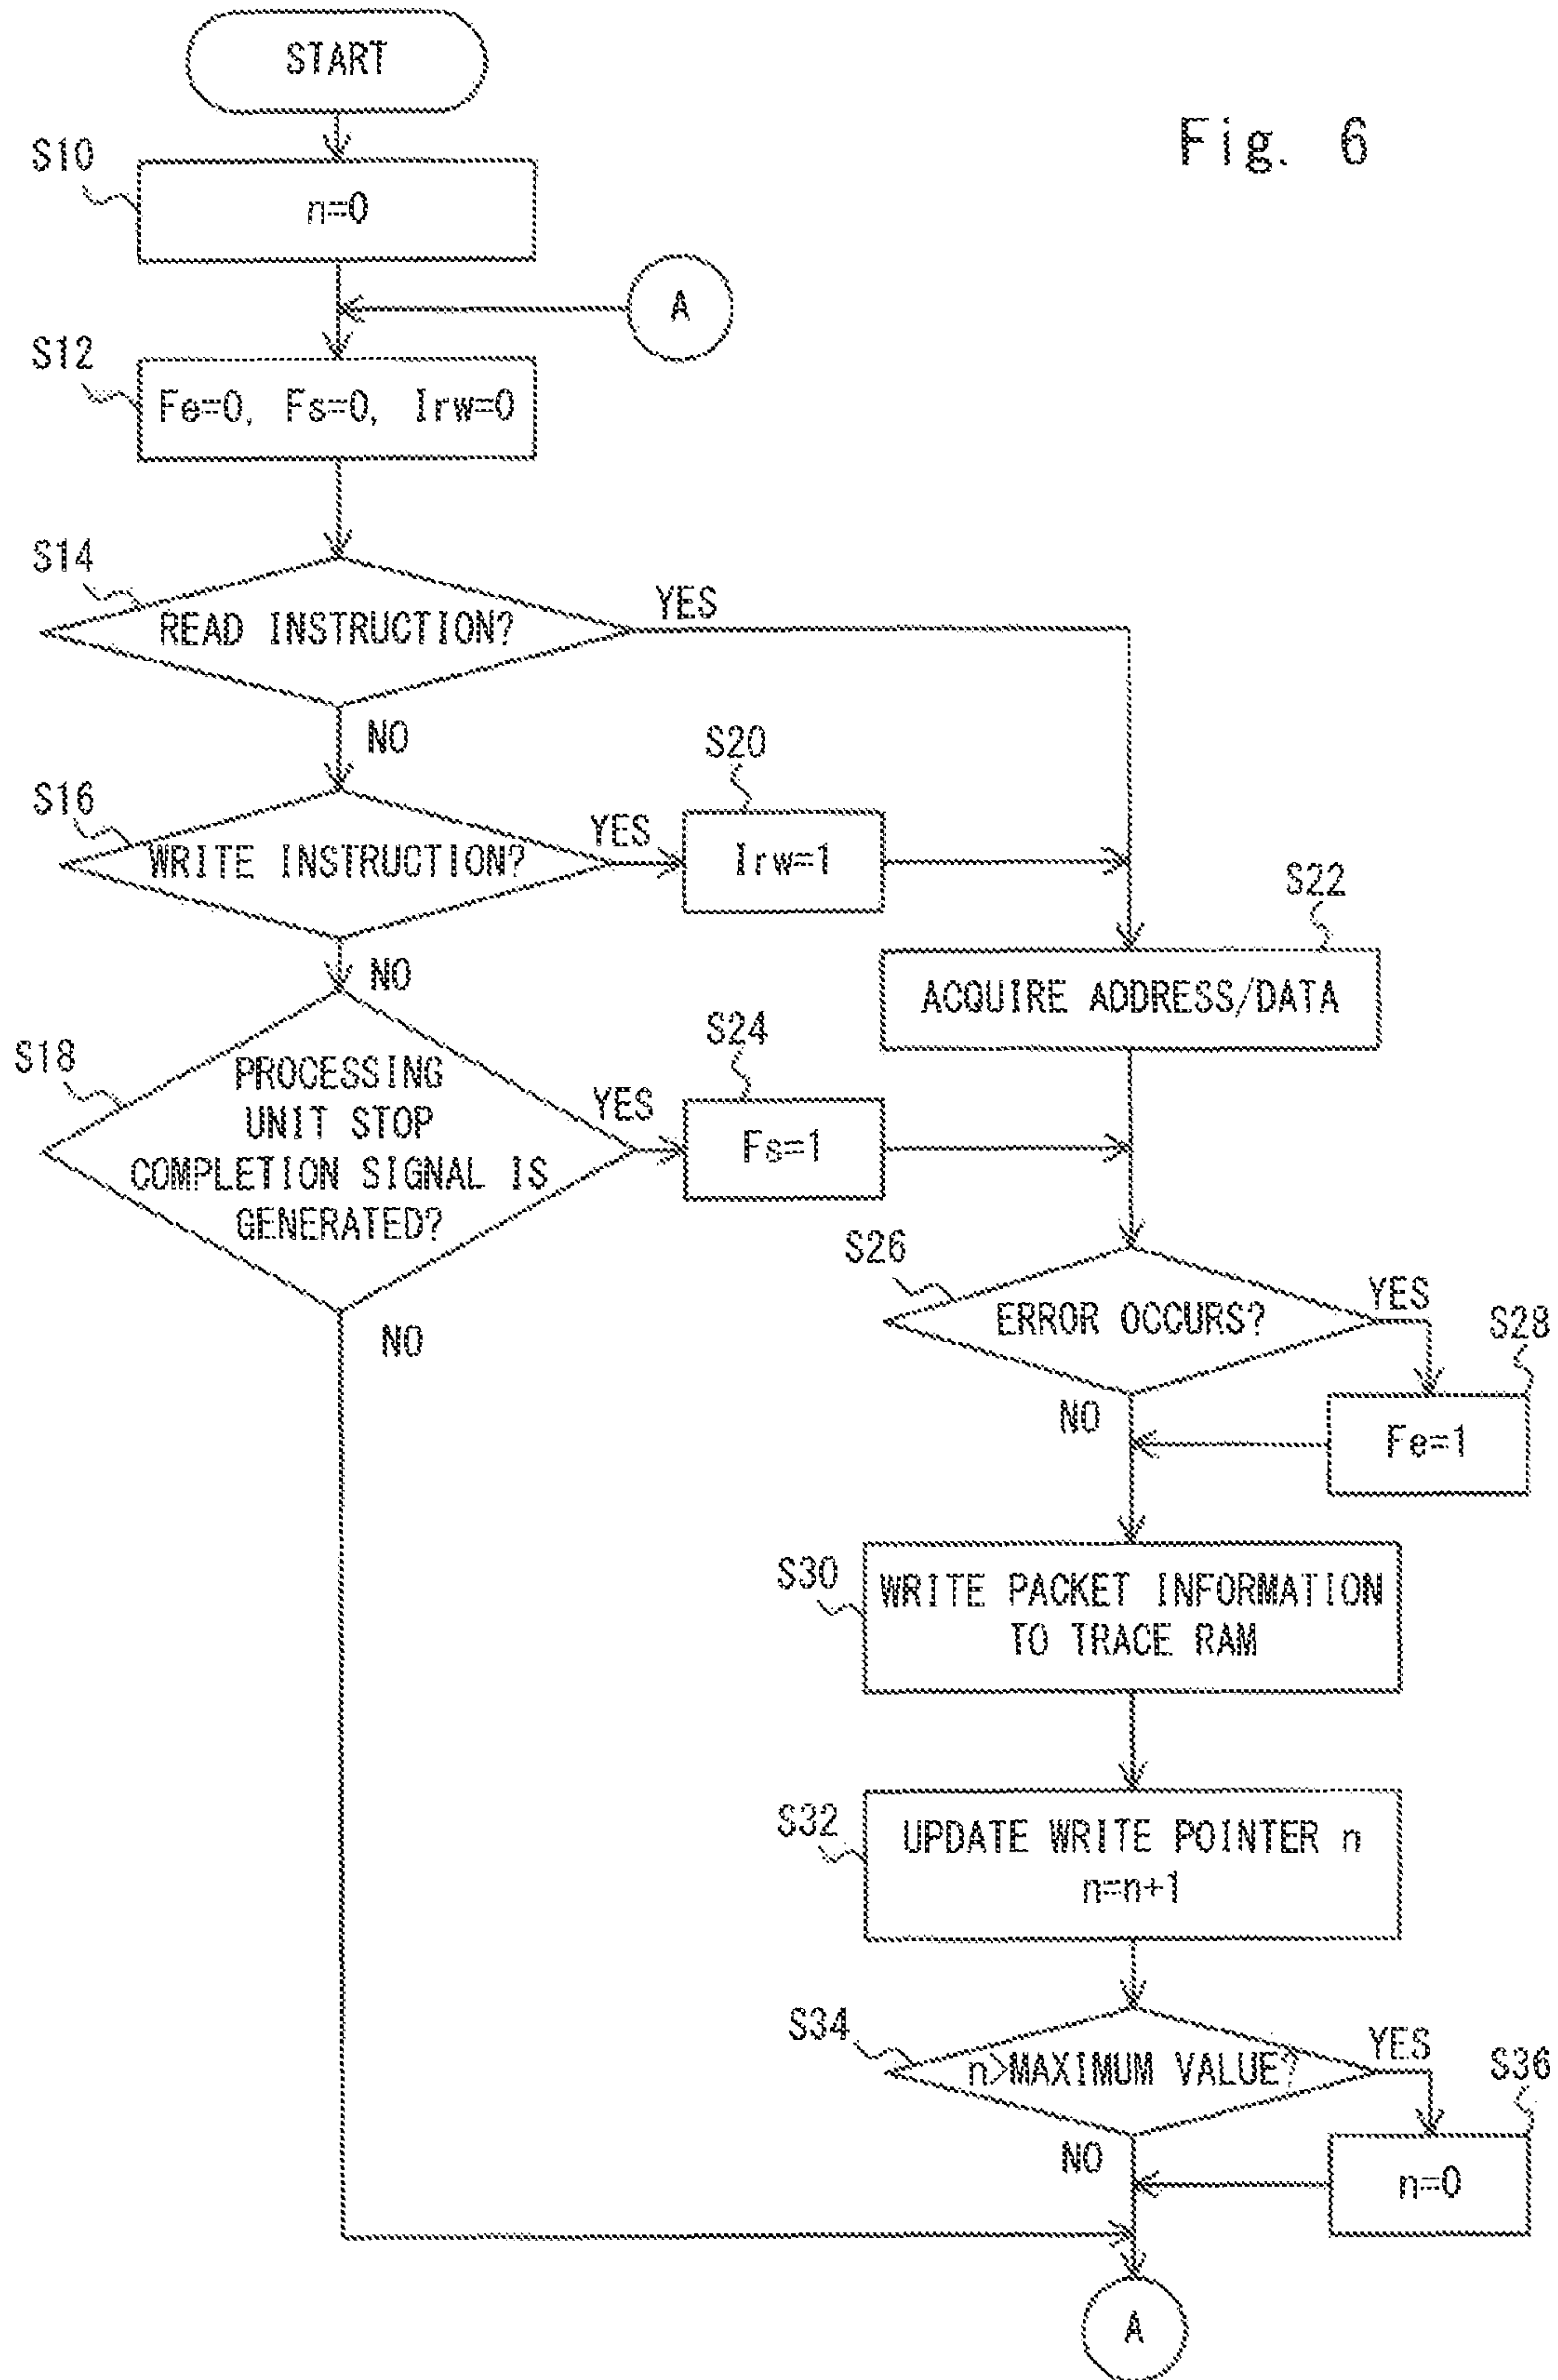 START
Fig. 6
S10
n=0
A
S12
Fe=0, Fs=0, Irw=0
S14
READ INSTRUCTION?
YES
NO
S16
WRITE INSTRUCTION?
YES
S20
Irw=1
NO
S22
ACQUIRE ADDRESS/DATA
S18
PROCESSING
UNIT STOP
COMPLETION SIGNAL IS
GENERATED?
YES
S24
Fs=1
NO
S26
ERROR OCCURS?
YES
S28
Fe=1
NO
S30
WRITE PACKET INFORMATION
TO TRACE RAM
S32
UPDATE WRITE POINTER n
n=n+1
S34
n>MAXIMUM VALUE?
YES
S36
n=0
NO
A